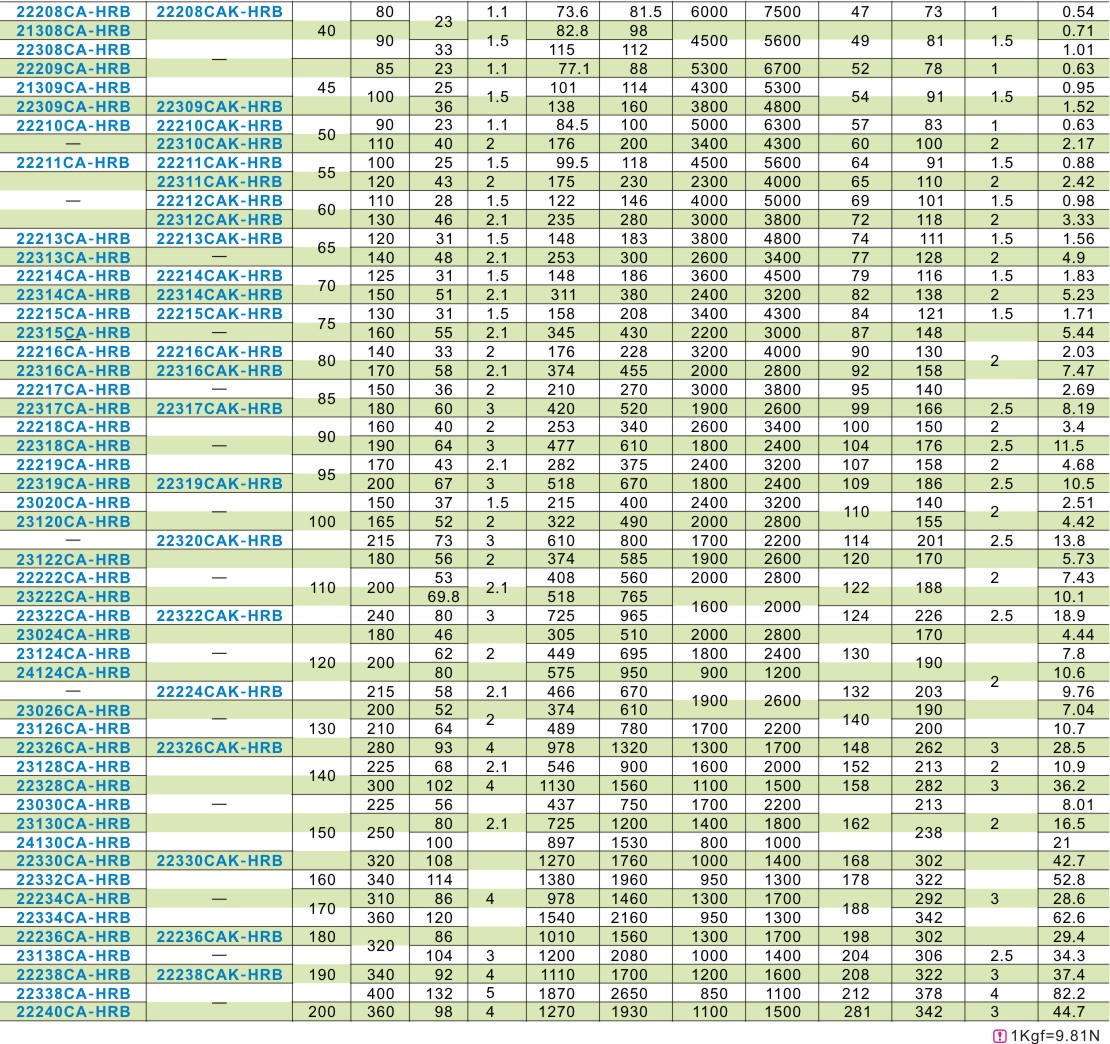 22208CA-HRB 22208CAK-HRB 80 1.1 73.6 81.5 6000 7500 47 73 1 0.54
23
21308CA-HRB 40 82.8 98 0.71
90 1.5 4500 5600 49 81 1.5
22308CA-HRB 33 115 112 1.01
—
22209CA-HRB 85 23 1.1 77.1 88 5300 6700 52 78 1 0.63
21309CA-HRB 45 25 101 114 4300 5300 0.95
100 1.5 54 91 1.5
22309CA-HRB 22309CAK-HRB 36 138 160 3800 4800 1.52
22210CA-HRB 22210CAK-HRB 90 23 1.1 84.5 100 5000 6300 57 83 1 0.63
50
— 22310CAK-HRB 110 40 2 176 200 3400 4300 60 100 2 2.17
22211CA-HRB 22211CAK-HRB 100 25 1.5 99.5 118 4500 5600 64 91 1.5 0.88
55
22311CAK-HRB 120 43 2 175 230 2300 4000 65 110 2 2.42
— 22212CAK-HRB 110 28 1.5 122 146 4000 5000 69 101 1.5 0.98
60
22312CAK-HRB 130 46 2.1 235 280 3000 3800 72 118 2 3.33
22213CA-HRB 22213CAK-HRB 120 31 1.5 148 183 3800 4800 74 111 1.5 1.56
65
22313CA-HRB — 140 48 2.1 253 300 2600 3400 77 128 2 4.9
22214CA-HRB 22214CAK-HRB 125 31 1.5 148 186 3600 4500 79 116 1.5 1.83
70
22314CA-HRB 22314CAK-HRB 150 51 2.1 311 380 2400 3200 82 138 2 5.23
22215CA-HRB 22215CAK-HRB 130 31 1.5 158 208 3400 4300 84 121 1.5 1.71
75
22315CA-HRB — 160 55 2.1 345 430 2200 3000 87 148 5.44
22216CA-HRB 22216CAK-HRB 140 33 2 176 228 3200 4000 90 130 2.03
80 2
22316CA-HRB 22316CAK-HRB 170 58 2.1 374 455 2000 2800 92 158 7.47
22217CA-HRB — 150 36 2 210 270 3000 3800 95 140 2.69
85
22317CA-HRB 22317CAK-HRB 180 60 3 420 520 1900 2600 99 166 2.5 8.19
22218CA-HRB 160 40 2 253 340 2600 3400 100 150 2 3.4
90
22318CA-HRB — 190 64 3 477 610 1800 2400 104 176 2.5 11.5
22219CA-HRB 170 43 2.1 282 375 2400 3200 107 158 2 4.68
95
22319CA-HRB 22319CAK-HRB 200 67 3 518 670 1800 2400 109 186 2.5 10.5
23020CA-HRB 150 37 1.5 215 400 2400 3200 140 2.51
— 110 2
23120CA-HRB 100 165 52 2 322 490 2000 2800 155 4.42
— 22320CAK-HRB 215 73 3 610 800 1700 2200 114 201 2.5 13.8
23122CA-HRB 180 56 2 374 585 1900 2600 120 170 5.73
22222CA-HRB — 53 408 560 2000 2800 2 7.43
110 200 2.1 122 188
23222CA-HRB 69.8 518 765 10.1
1600 2000
22322CA-HRB 22322CAK-HRB 240 80 3 725 965 124 226 2.5 18.9
23024CA-HRB 180 46 305 510 2000 2800 170 4.44
23124CA-HRB — 62 2 449 695 1800 2400 130 7.8
120 200 190
24124CA-HRB 80 575 950 900 1200 10.6
2
— 22224CAK-HRB 215 58 2.1 466 670 132 203 9.76
1900 2600
23026CA-HRB 200 52 374 610 190 7.04
— 2 140
23126CA-HRB 130 210 64 489 780 1700 2200 200 10.7
22326CA-HRB 22326CAK-HRB 280 93 4 978 1320 1300 1700 148 262 3 28.5
23128CA-HRB 225 68 2.1 546 900 1600 2000 152 213 2 10.9
140
22328CA-HRB 300 102 4 1130 1560 1100 1500 158 282 3 36.2
23030CA-HRB — 225 56 437 750 1700 2200 213 8.01
23130CA-HRB 80 2.1 725 1200 1400 1800 162 2 16.5
150 250 238
24130CA-HRB 100 897 1530 800 1000 21
22330CA-HRB 22330CAK-HRB 320 108 1270 1760 1000 1400 168 302 42.7
22332CA-HRB 160 340 114 1380 1960 950 1300 178 322 52.8
22234CA-HRB — 310 86 4 978 1460 1300 1700 292 3 28.6
170 188
22334CA-HRB 360 120 1540 2160 950 1300 342 62.6
22236CA-HRB 22236CAK-HRB 180 86 1010 1560 1300 1700 198 302 29.4
320
23138CA-HRB — 104 3 1200 2080 1000 1400 204 306 2.5 34.3
22238CA-HRB 22238CAK-HRB 190 340 92 4 1110 1700 1200 1600 208 322 3 37.4
22338CA-HRB 400 132 5 1870 2650 850 1100 212 378 4 82.2
—
22240CA-HRB 200 360 98 4 1270 1930 1100 1500 281 342 3 44.7
1Kgf=9.81N